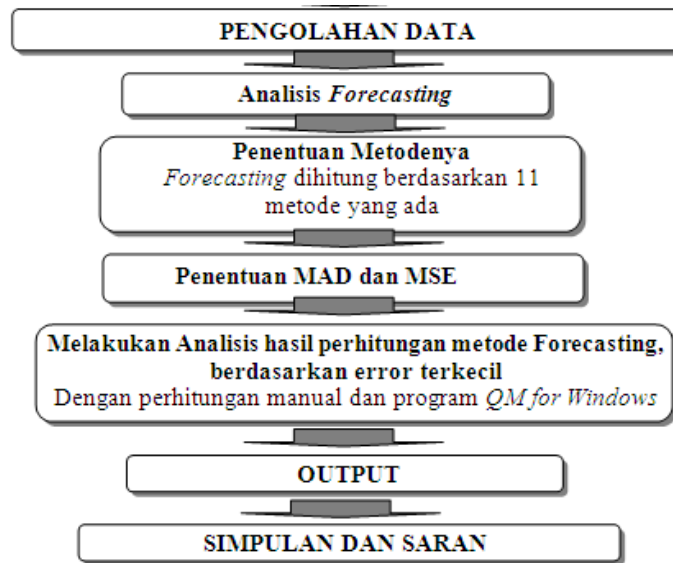 PENGOLAHAN DATA
Analisis Forecasting
Penentuan Metodenya
Forecasting dihitung berdasarkan 11
metode yang ada
Penentuan MAD dan MSE
Melakukan Analisis hasil perhitungan metode Forecasting,
berdasarkan error terkecil
Dengan perhitungan manual dan program QM for Windows
OUTPUT
SIMPULAN DAN SARAN